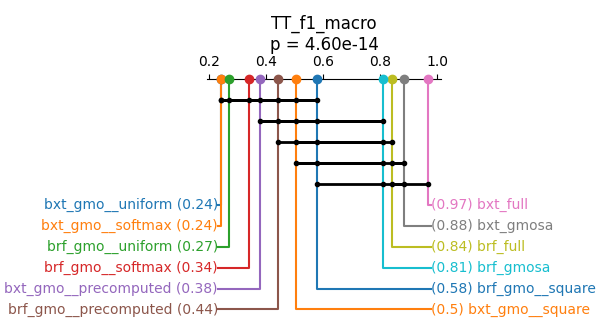 TT_f1_macro
p = 4.60e-14
0.2 0.4 0.6 0.8 1.0
bxt_gmo__uniform (0.24) (0.97) bxt_full
bxt_gmo__softmax (0.24) (0.88) bxt_gmosa
brf_gmo__uniform (0.27) (0.84) brf_full
brf_gmo__softmax (0.34) (0.81) brf_gmosa
bxt_gmo__precomputed (0.38) (0.58) brf_gmo__square
brf_gmo__precomputed (0.44) (0.5) bxt_gmo__square